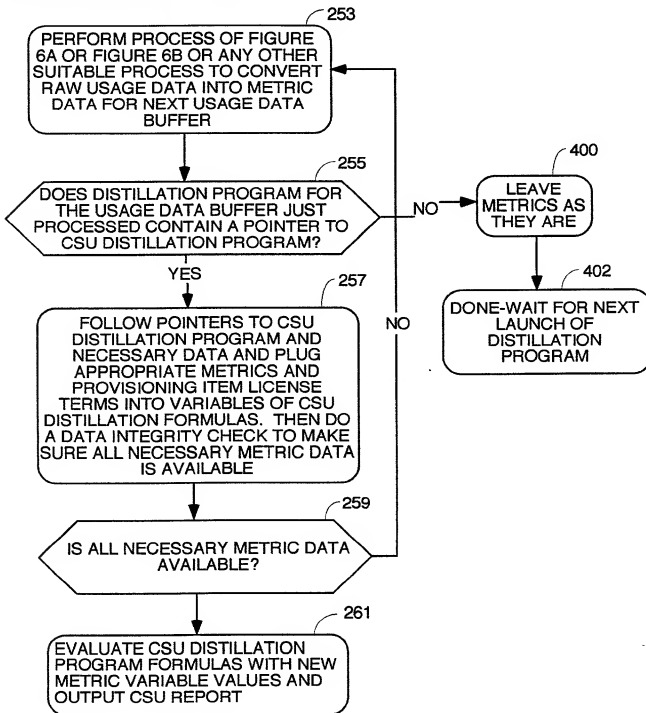 253
PERFORM PROCESS OF FIGURE
6A OR FIGURE 6B OR ANY OTHER
SUITABLE PROCESS TO CONVERT
RAW USAGE DATA INTO METRIC
DATA FOR NEXT USAGE DATA
BUFFER
255
DOES DISTILLATION PROGRAM FOR
THE USAGE DATA BUFFER JUST
PROCESSED CONTAIN A POINTER TO
CSU DISTILLATION PROGRAM?
NO
400
LEAVE
METRICS AS
THEY ARE
402
DONE-WAIT FOR NEXT
LAUNCH OF
DISTILLATION
PROGRAM
YES
257
FOLLOW POINTERS TO CSU
DISTILLATION PROGRAM AND
NECESSARY DATA AND PLUG
APPROPRIATE METRICS AND
PROVISIONING ITEM LICENSE
TERMS INTO VARIABLES OF CSU
DISTILLATION FORMULAS. THEN DO
A DATA INTEGRITY CHECK TO MAKE
SURE ALL NECESSARY METRIC DATA
IS AVAILABLE
NO
259
IS ALL NECESSARY METRIC DATA
AVAILABLE?
261
EVALUATE CSU DISTILLATION
PROGRAM FORMULAS WITH NEW
METRIC VARIABLE VALUES AND
OUTPUT CSU REPORT